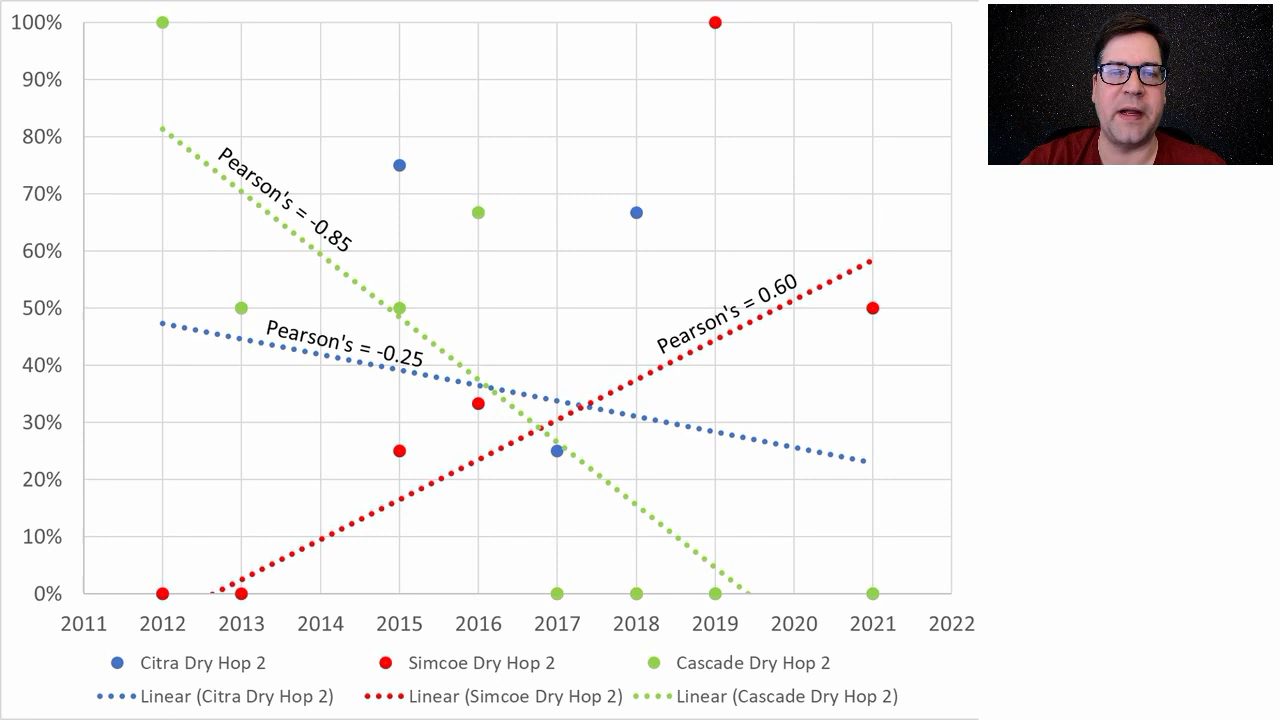 100%
90%
80%
70%
60%
50%
40%
30%
20%
10%
0%
Pearson's = -0.85
Pearson's = -0.25
Pearson's = 0.60
2011 2012 2013 2014 2015 2016 2017 2018 2019 2020 2021 2022
Citra Dry Hop 2 Simcoe Dry Hop 2 Cascade Dry Hop 2
Linear (Citra Dry Hop 2) Linear (Simcoe Dry Hop 2) Linear (Cascade Dry Hop 2)